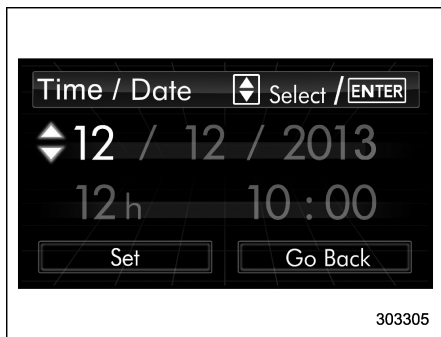 Time / Date Select / ENTER
12 / 12 / 2013
12h 10 : 00
Set Go Back
303305